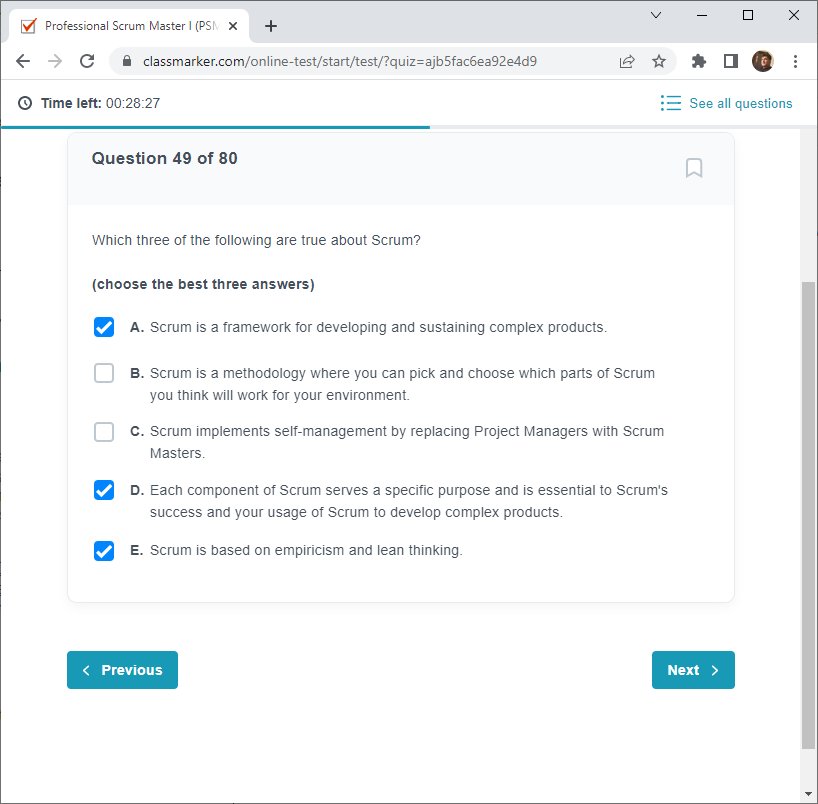 Professional Scrum Master I (PSM
classmarker.com/online-test/start/test/?quiz=ajb5fac6ea92e4d9
Time left: 00:28:27
See all questions
Question 49 of 80
Which three of the following are true about Scrum?
(choose the best three answers)
A. Scrum is a framework for developing and sustaining complex products.
B. Scrum is a methodology where you can pick and choose which parts of Scrum
you think will work for your environment.
C. Scrum implements self-management by replacing Project Managers with Scrum
Masters.
D. Each component of Scrum serves a specific purpose and is essential to Scrum's
success and your usage of Scrum to develop complex products.
E. Scrum is based on empiricism and lean thinking.
Previous
Next